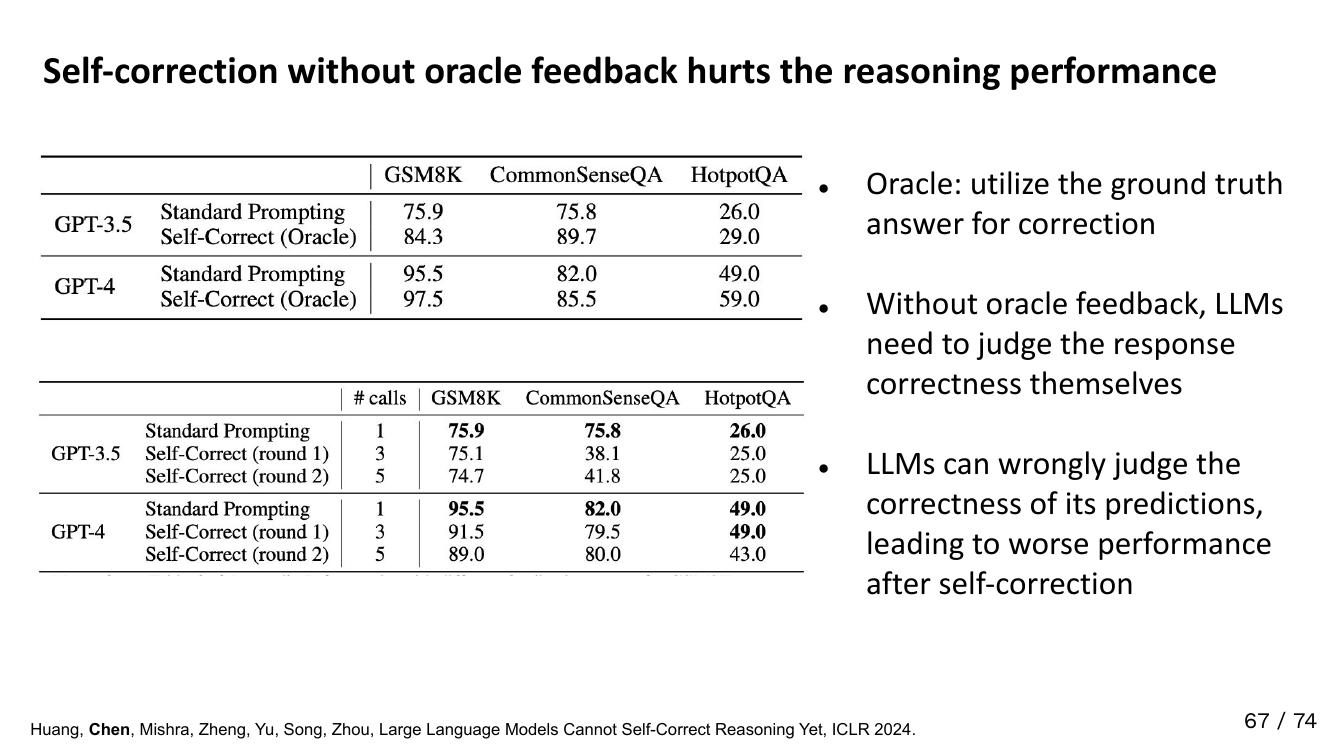 Self-correction without oracle feedback hurts the reasoning performance
GSM8K CommonSenseQA HotpotQA
GPT-3.5 Standard Prompting 75.9 75.8 26.0
Self-Correct (Oracle) 84.3 89.7 29.0
GPT-4 Standard Prompting 95.5 82.0 49.0
Self-Correct (Oracle) 97.5 85.5 59.0
# calls GSM8K CommonSenseQA HotpotQA
GPT-3.5 Standard Prompting 1 75.9 75.8 26.0
Self-Correct (round 1) 3 75.1 38.1 25.0
Self-Correct (round 2) 5 74.7 41.8 25.0
GPT-4 Standard Prompting 1 95.5 82.0 49.0
Self-Correct (round 1) 3 91.5 79.5 49.0
Self-Correct (round 2) 5 89.0 80.0 43.0
• Oracle: utilize the ground truth
answer for correction
• Without oracle feedback, LLMs
need to judge the response
correctness themselves
• LLMs can wrongly judge the
correctness of its predictions,
leading to worse performance
after self-correction
Huang, Chen, Mishra, Zheng, Yu, Song, Zhou, Large Language Models Cannot Self-Correct Reasoning Yet, ICLR 2024.
67 / 74